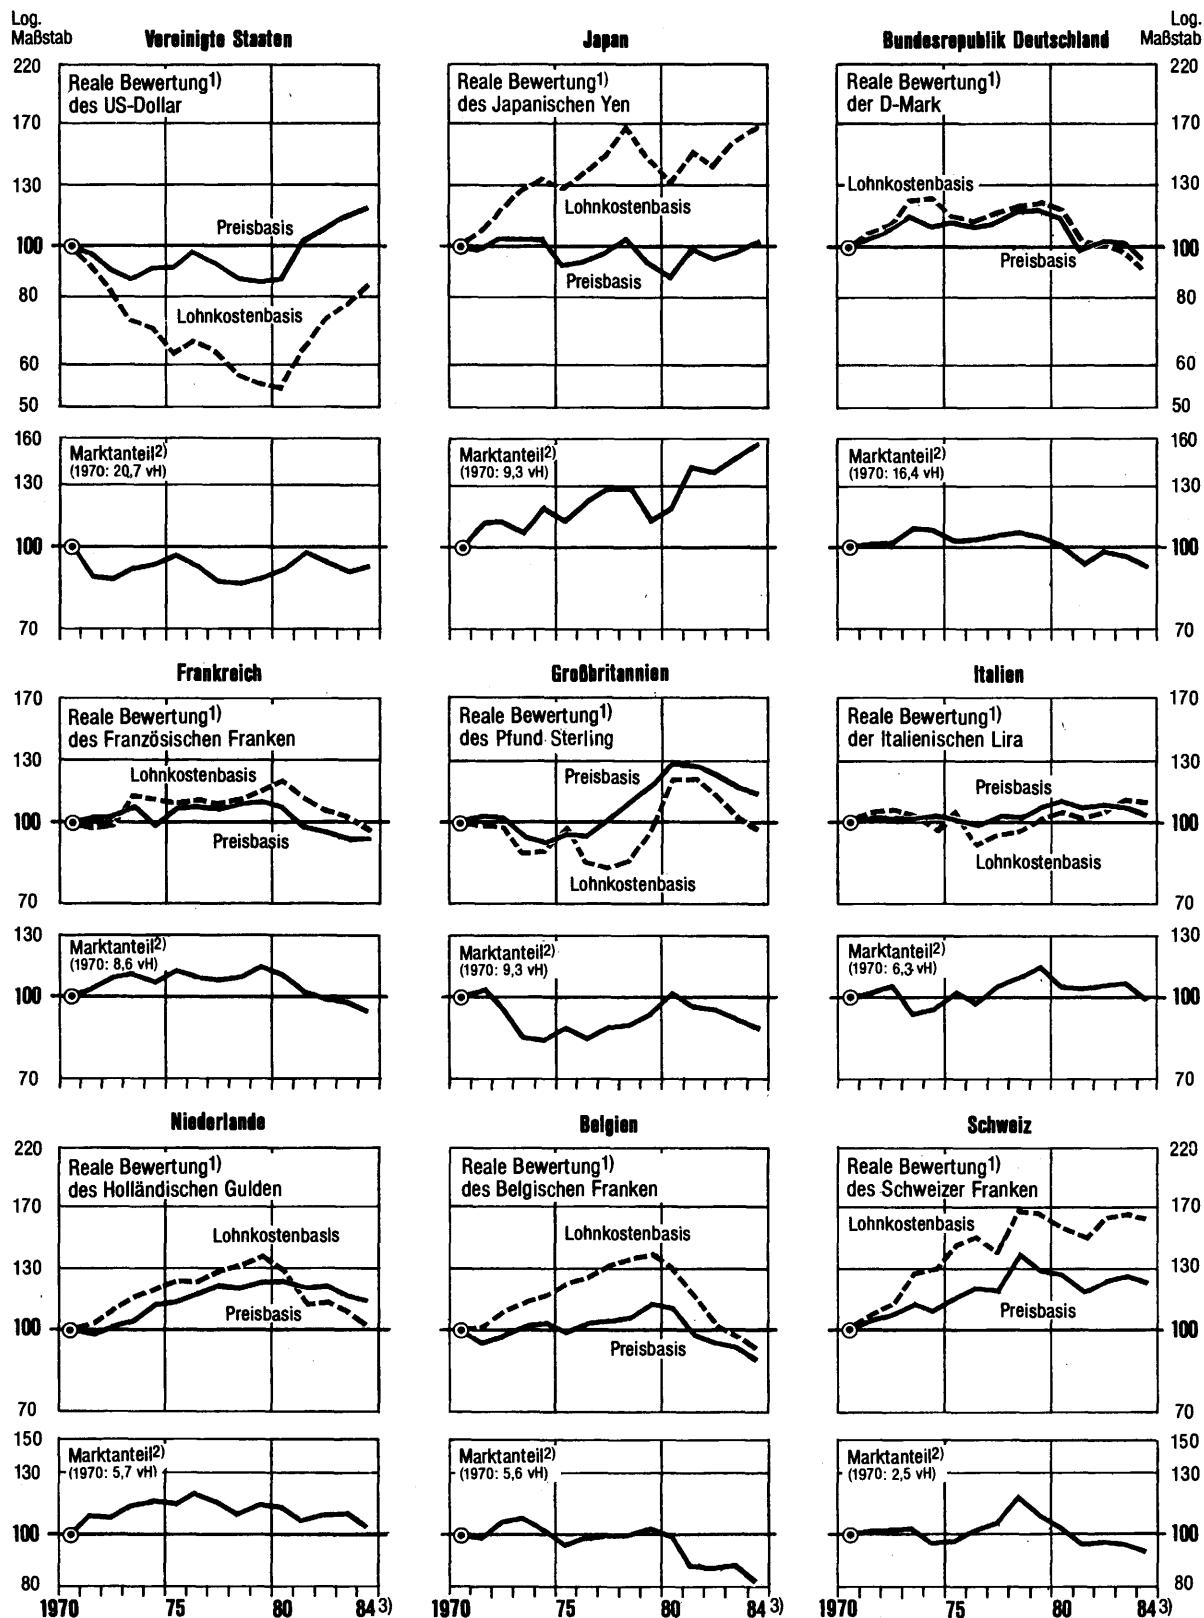 Log.
Maßstab
Vereinigte Staaten
Japan
Bundesrepublik Deutschland
Log.
Maßstab
220
170
130
100
80
60
50
Reale Bewertung1)
des US-Dollar
Preisbasis
Lohnkostenbasis
Reale Bewertung1)
des Japanischen Yen
Lohnkostenbasis
Preisbasis
Reale Bewertung1)
der D-Mark
Lohnkostenbasis
Preisbasis
220
170
130
100
80
60
50
160
130
100
70
Marktanteil2)
(1970: 20,7 vH)
Marktanteil2)
(1970: 9,3 vH)
Marktanteil2)
(1970: 16,4 vH)
160
130
100
70
Frankreich
Großbritannien
Italien
170
130
100
70
Reale Bewertung1)
des Französischen Franken
Lohnkostenbasis
Preisbasis
Reale Bewertung1)
des Pfund Sterling
Preisbasis
Lohnkostenbasis
Reale Bewertung1)
der Italienischen Lira
Preisbasis
Lohnkostenbasis
170
130
100
70
130
100
70
Marktanteil2)
(1970: 8,6 vH)
Marktanteil2)
(1970: 9,3 vH)
Marktanteil2)
(1970: 6,3 vH)
130
100
70
Niederlande
Belgien
Schweiz
220
170
130
100
70
Reale Bewertung1)
des Holländischen Gulden
Lohnkostenbasis
Preisbasis
Reale Bewertung1)
des Belgischen Franken
Lohnkostenbasis
Preisbasis
Reale Bewertung1)
des Schweizer Franken
Lohnkostenbasis
Preisbasis
220
170
130
100
70
150
130
100
80
Marktanteil2)
(1970: 5,7 vH)
Marktanteil2)
(1970: 5,6 vH)
Marktanteil2)
(1970: 2,5 vH)
150
130
100
80
1970 75 80 84 3)
1970 75 80 84 3)
1970 75 80 84 3)